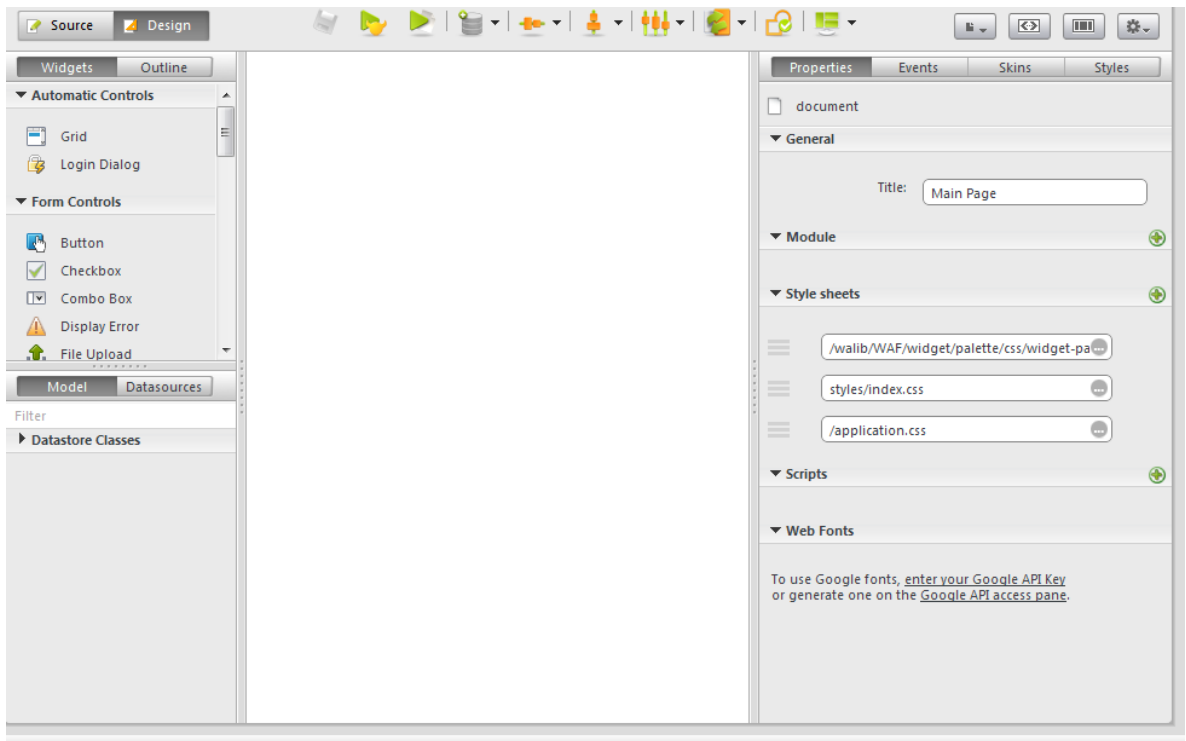 Source
Design
Widgets
Outline
Automatic Controls
Grid
Login Dialog
Form Controls
Button
Checkbox
Combo Box
Display Error
File Upload
Model
Datasources
Filter
Datastore Classes
Properties
Events
Skins
Styles
document
General
Title:
Main Page
Module
Style sheets
/walib/WAF/widget/palette/css/widget-pa
styles/index.css
/application.css
Scripts
Web Fonts
To use Google fonts, enter your Google API Key
or generate one on the Google API access pane.